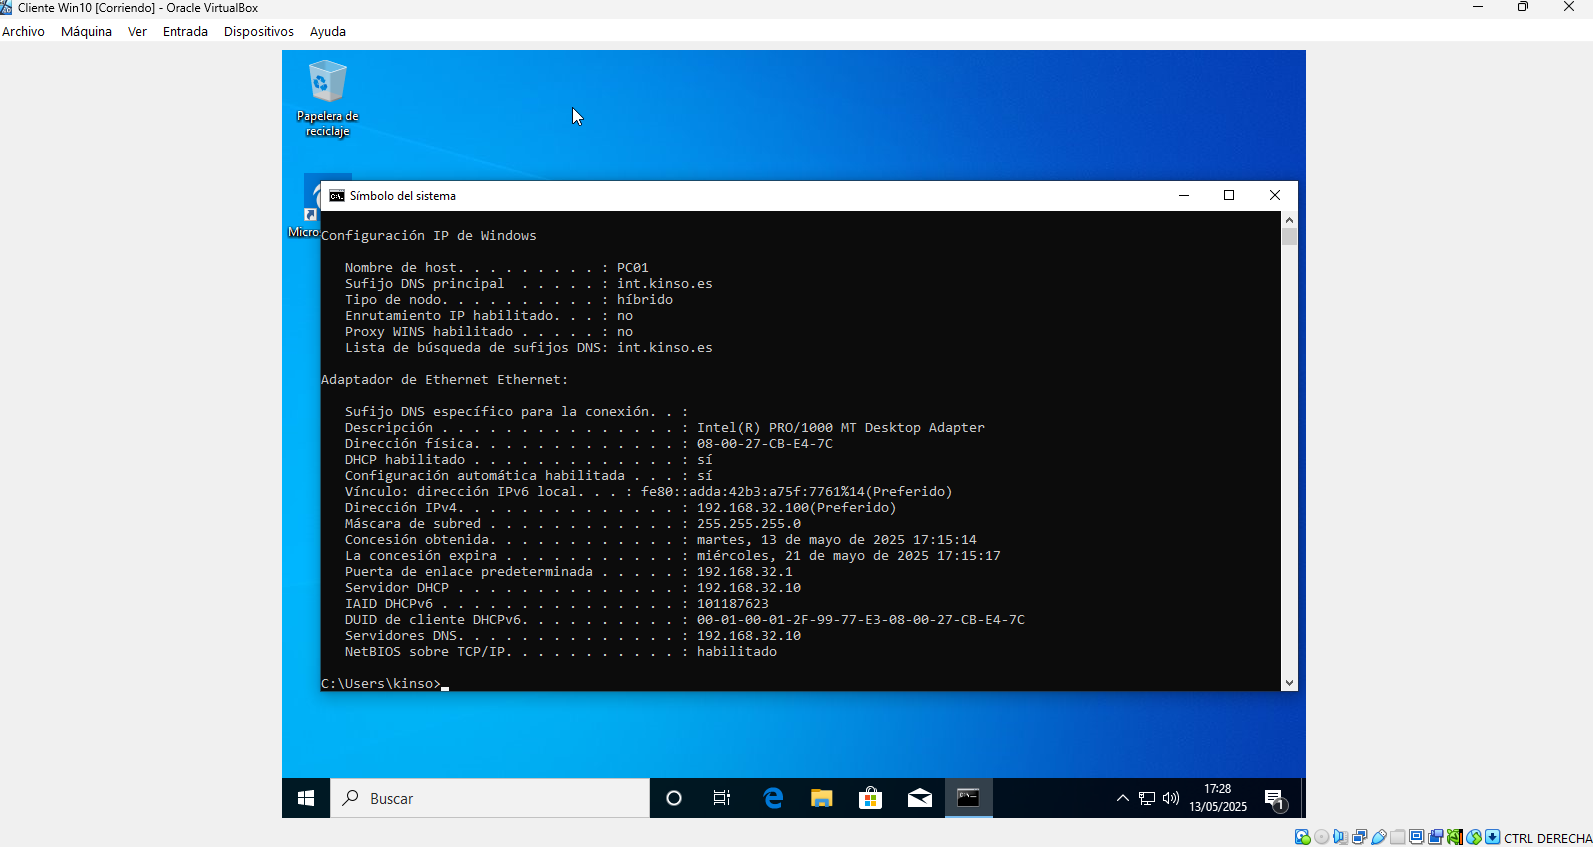 Cliente Win10 [Corriendo] - Oracle VirtualBox
Archivo Máquina Ver Entrada Dispositivos Ayuda
Papelera de
reciclaje
Micro
Símbolo del sistema
Configuración IP de Windows
Nombre de host. . . . . . . . . : PC01
Sufijo DNS principal  . . . . . : int.kinso.es
Tipo de nodo. . . . . . . . . . : híbrido
Enrutamiento IP habilitado. . . : no
Proxy WINS habilitado . . . . . : no
Lista de búsqueda de sufijos DNS: int.kinso.es
Adaptador de Ethernet Ethernet:
Sufijo DNS específico para la conexión. . :
Descripción . . . . . . . . . . . . . . . : Intel(R) PRO/1000 MT Desktop Adapter
Dirección física. . . . . . . . . . . . . : 08-00-27-CB-E4-7C
DHCP habilitado . . . . . . . . . . . . . : sí
Configuración automática habilitada . . . : sí
Vínculo: dirección IPv6 local. . . : fe80::adda:42b3:a75f:7761%14(Preferido)
Dirección IPv4. . . . . . . . . . . . . . : 192.168.32.100(Preferido)
Máscara de subred . . . . . . . . . . . . : 255.255.255.0
Concesión obtenida. . . . . . . . . . . . : martes, 13 de mayo de 2025 17:15:14
La concesión expira . . . . . . . . . . . : miércoles, 21 de mayo de 2025 17:15:17
Puerta de enlace predeterminada . . . . . : 192.168.32.1
Servidor DHCP . . . . . . . . . . . . . . : 192.168.32.10
IAID DHCPv6 . . . . . . . . . . . . . . . : 101187623
DUID de cliente DHCPv6. . . . . . . . . . : 00-01-00-01-2F-99-77-E3-08-00-27-CB-E4-7C
Servidores DNS. . . . . . . . . . . . . . : 192.168.32.10
NetBIOS sobre TCP/IP. . . . . . . . . . . : habilitado
C:\Users\kinso>
Buscar
17:28
13/05/2025
1
CTRL DERECHA